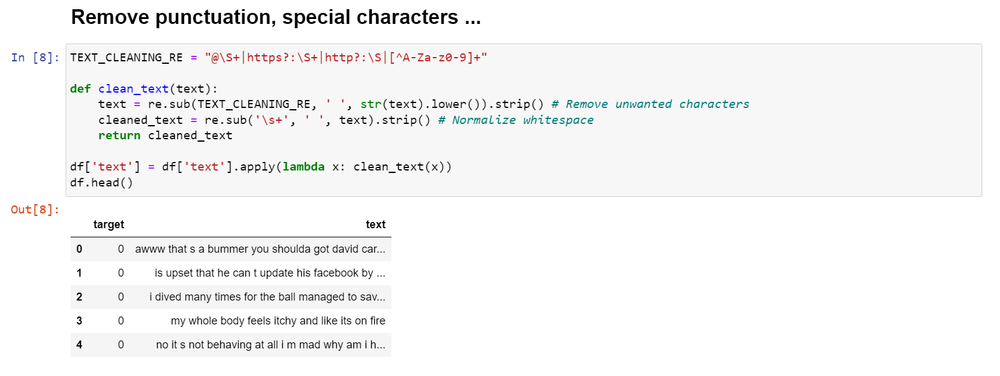 Remove punctuation, special characters ...
In [8]: TEXT_CLEANING_RE = "@\S+|https?:\S+|http?:\S|[^A-Za-z0-9]+"
def clean_text(text):
    text = re.sub(TEXT_CLEANING_RE, ' ', str(text).lower()).strip() # Remove unwanted characters
    cleaned_text = re.sub('\s+', ' ', text).strip() # Normalize whitespace
    return cleaned_text
df['text'] = df['text'].apply(lambda x: clean_text(x))
df.head()
Out[8]:
target text
0 0 awww that s a bummer you shoulda got david car...
1 0 is upset that he can t update his facebook by ...
2 0 i dived many times for the ball managed to sav...
3 0 my whole body feels itchy and like its on fire
4 0 no it s not behaving at all i m mad why am i h...